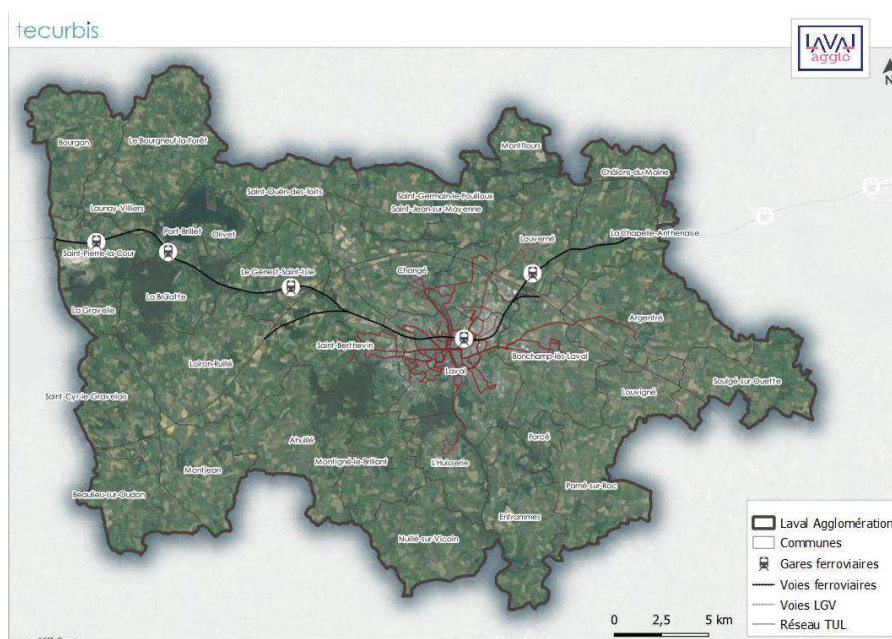 tecurbis
LAVAL
agglo
N
Bourgon
Le Bourgneuf-la-Forêt
Montflours
Châlons-du-Maine
Saint-Ouën-des-Toits
Saint-Germain-le-Fouilloux
Saint-Jean-sur-Mayenne
Launay-Villiers
Port-Brillet
Olivet
Louverné
La Chapelle-Anthenaise
Saint-Pierre-la-Cour
Le Genest-Saint-Isle
Changé
La Brûlatte
La Gravelle
Argentré
Saint-Berthevin
Bonchamp-lès-Laval
Loiron-Ruillé
Laval
Soulgé-sur-Ouette
Louvigné
Saint-Cyr-le-Gravelais
Ahuillé
Forcé
Montigné-le-Brillant
L'Huisserie
Montjean
Parné-sur-Roc
Beaulieu-sur-Oudon
Entrammes
Nuillé-sur-Vicoin
Laval Agglomération
Communes
Gares ferroviaires
Voies ferroviaires
Voies LGV
Réseau TUL
0 2,5 5 km